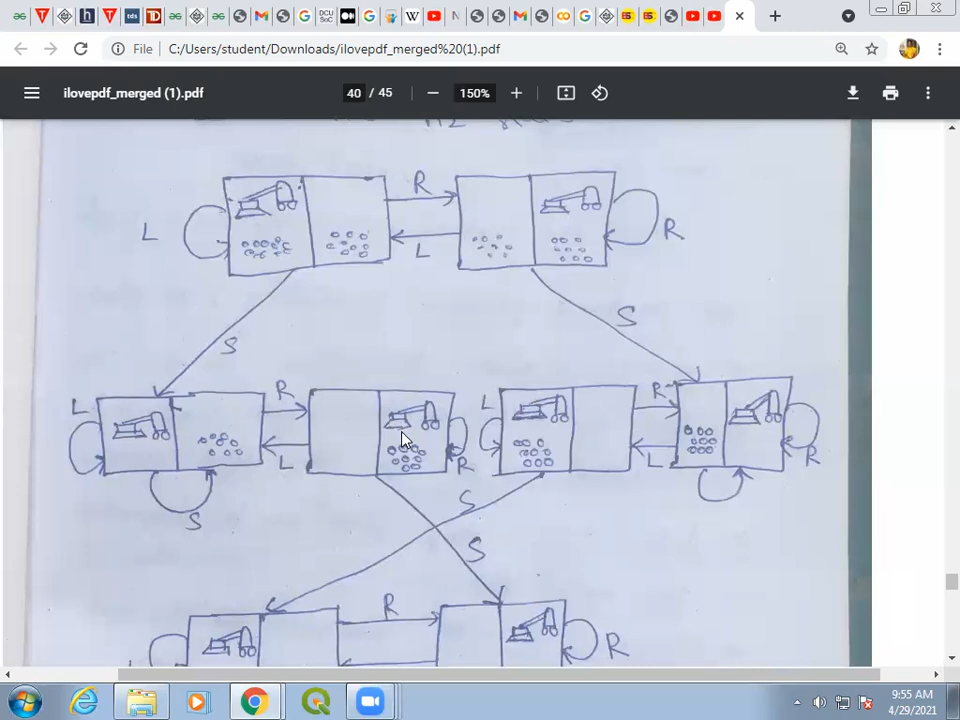 File C:/Users/student/Downloads/ilovepdf_merged%20(1).pdf
ilovepdf_merged (1).pdf
40 / 45
150%
R
L
L
R
S
S
L
R
L
R
L
R
L
R
S
S
S
R
R
9:55 AM
4/29/2021